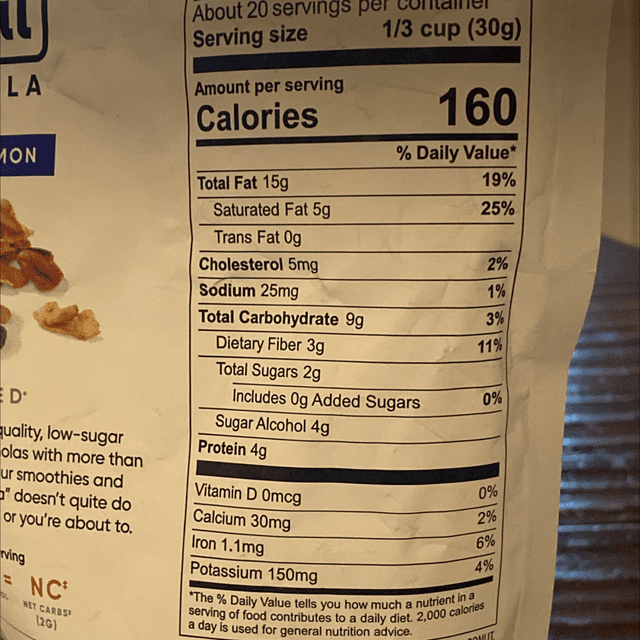 About 20 servings per container
Serving size 1/3 cup (30g)
Amount per serving
Calories 160
% Daily Value*
Total Fat 15g 19%
Saturated Fat 5g 25%
Trans Fat 0g
Cholesterol 5mg 2%
Sodium 25mg 1%
Total Carbohydrate 9g 3%
Dietary Fiber 3g 11%
Total Sugars 2g
Includes 0g Added Sugars 0%
Sugar Alcohol 4g
Protein 4g
Vitamin D 0mcg 0%
Calcium 30mg 2%
Iron 1.1mg 6%
Potassium 150mg 4%
*The % Daily Value tells you how much a nutrient in a
serving of food contributes to a daily diet. 2,000 calories
a day is used for general nutrition advice.
LA
MON
D*
quality, low-sugar
olas with more than
ur smoothies and
a" doesn't quite do
or you're about to.
rving
= NC‡
NET CARBS‡
(2G)